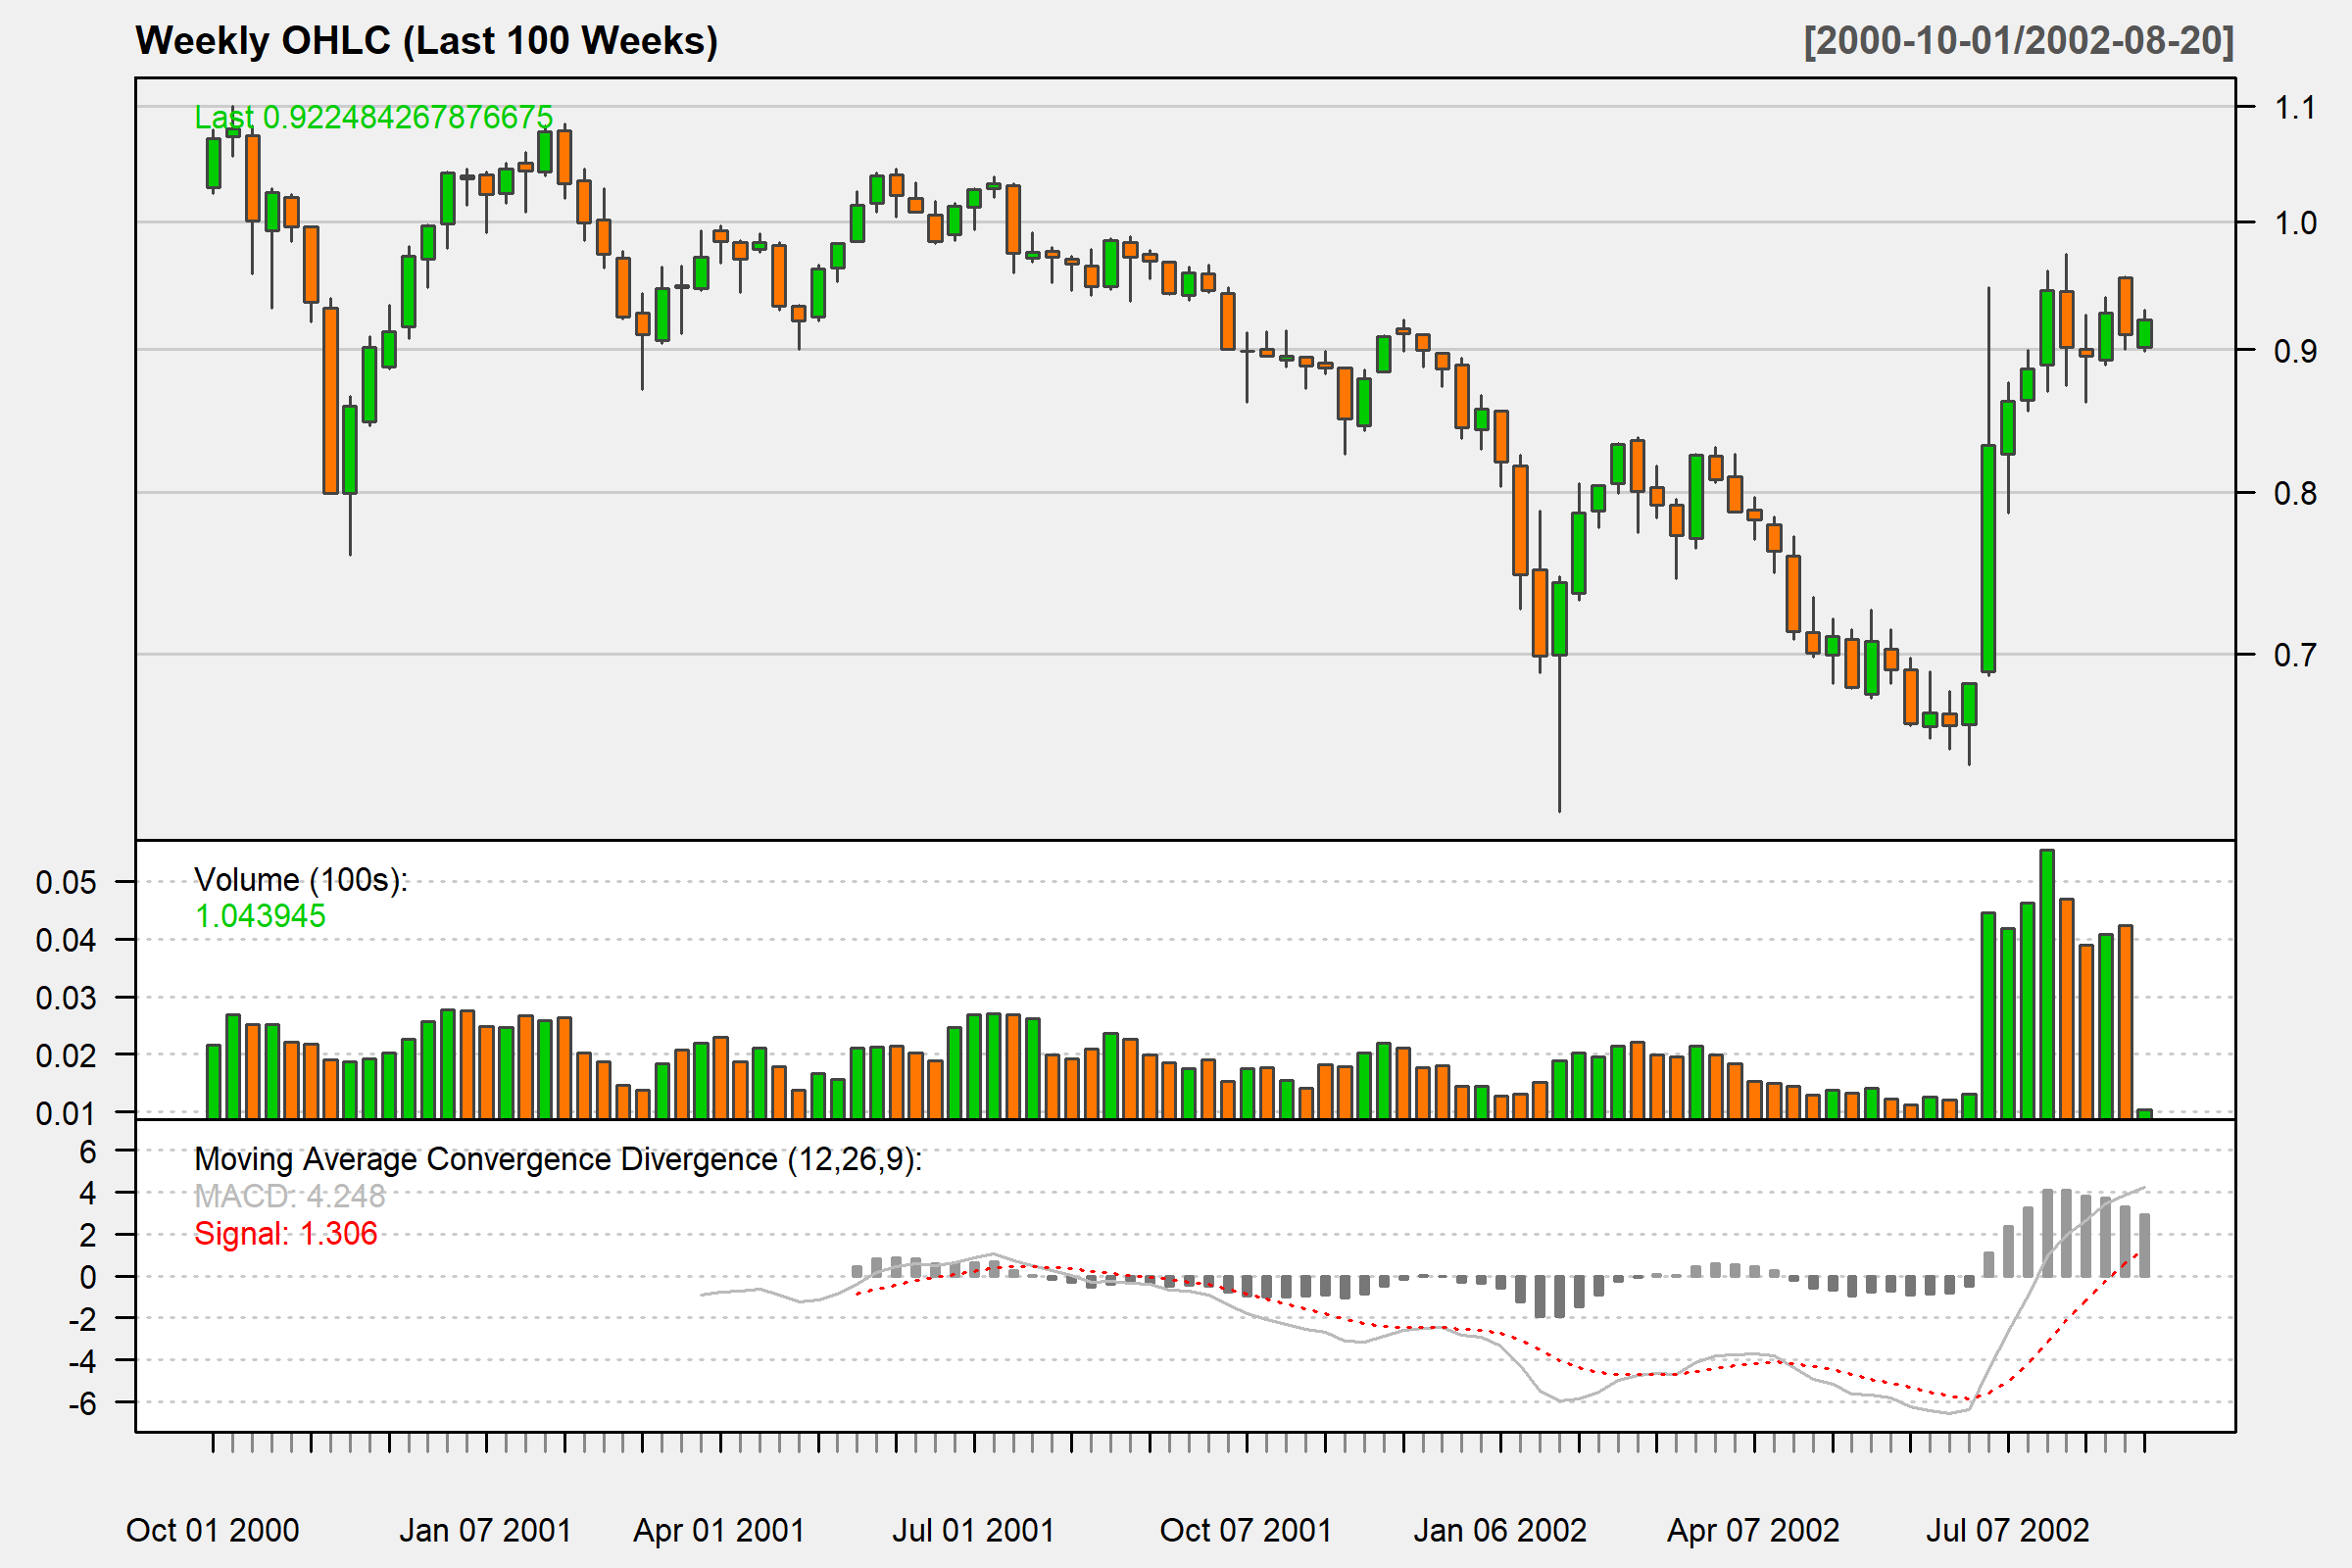 Weekly OHLC (Last 100 Weeks)
[2000-10-01/2002-08-20]
Last 0.922484267876675
1.1
1.0
0.9
0.8
0.7
Volume (100s):
1.043945
0.05
0.04
0.03
0.02
0.01
Moving Average Convergence Divergence (12,26,9):
MACD: 4.248
Signal: 1.306
6
4
2
0
-2
-4
-6
Oct 01 2000
Jan 07 2001
Apr 01 2001
Jul 01 2001
Oct 07 2001
Jan 06 2002
Apr 07 2002
Jul 07 2002